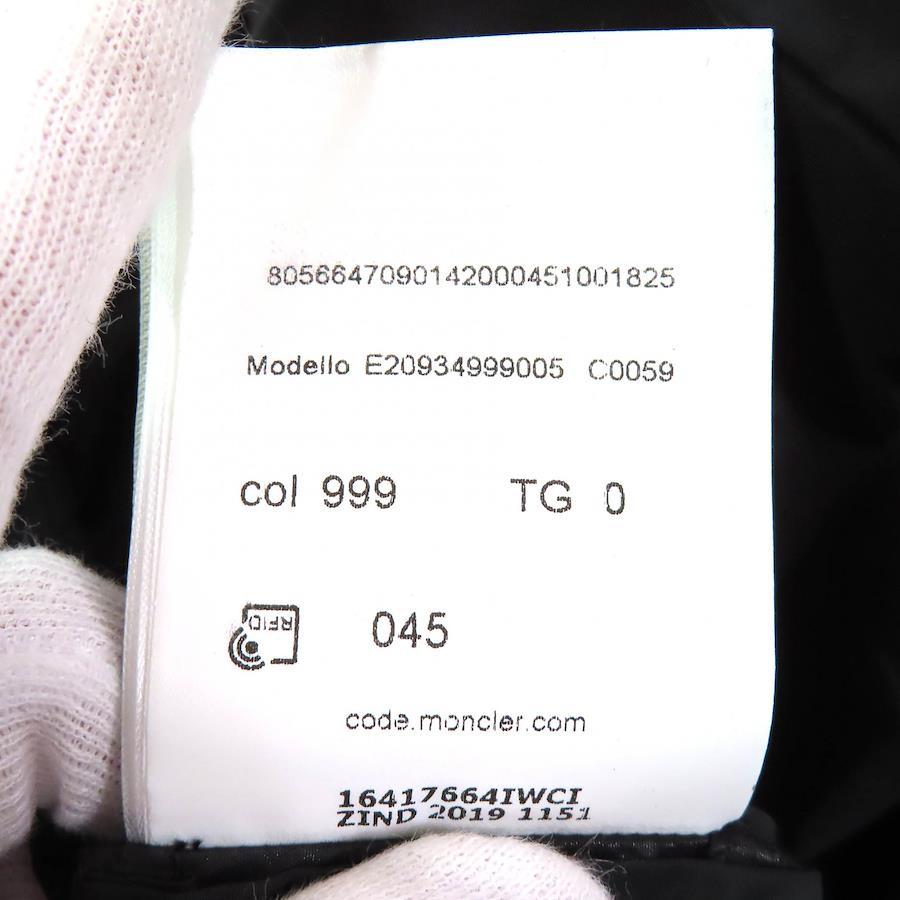 8056647090142000451001825
Modello E20934999005 C0059
col 999 TG 0
RFID 045
code.moncler.com
16417664IWCI
ZIND 2019 1151